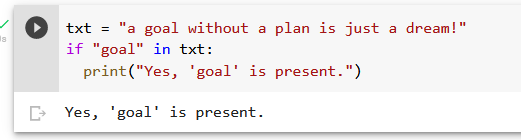 txt = "a goal without a plan is just a dream!"
if "goal" in txt:
  print("Yes, 'goal' is present.")
Yes, 'goal' is present.